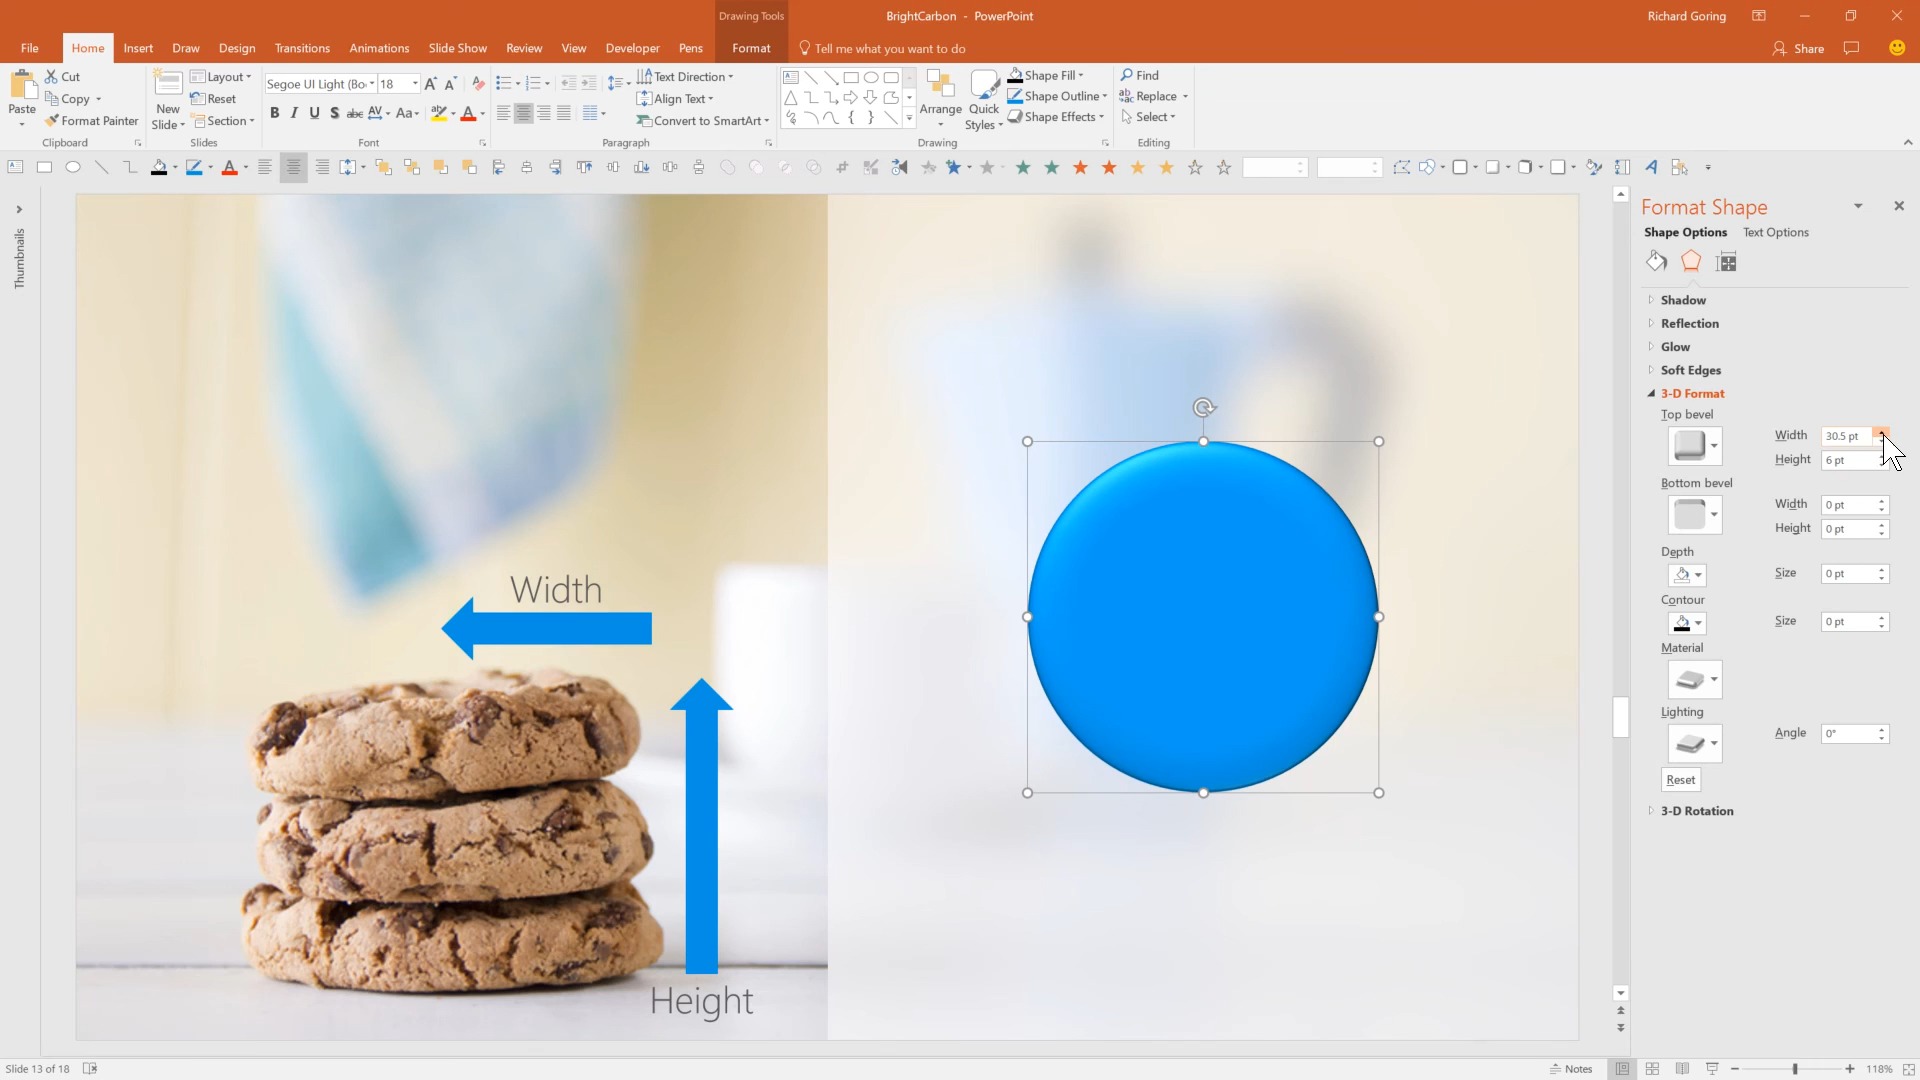 Drawing Tools
BrightCarbon - PowerPoint
Richard Goring
File
Home
Insert
Draw
Design
Transitions
Animations
Slide Show
Review
View
Developer
Pens
Format
Tell me what you want to do
Share
Paste
Cut
Copy
Format Painter
Clipboard
New
Slide
Layout
Reset
Section
Slides
Segoe UI Light (Bo
18
B
I
U
S
abc
AV
Aa
A
Font
Text Direction
Align Text
Convert to SmartArt
Paragraph
Arrange
Quick
Styles
Shape Fill
Shape Outline
Shape Effects
Drawing
Find
Replace
Select
Editing
Thumbnails
Width
Height
Format Shape
Shape Options
Text Options
Shadow
Reflection
Glow
Soft Edges
3-D Format
Top bevel
Width 30.5 pt
Height 6 pt
Bottom bevel
Width 0 pt
Height 0 pt
Depth
Size 0 pt
Contour
Size 0 pt
Material
Lighting
Angle 0°
Reset
3-D Rotation
Slide 13 of 18
Notes
118%